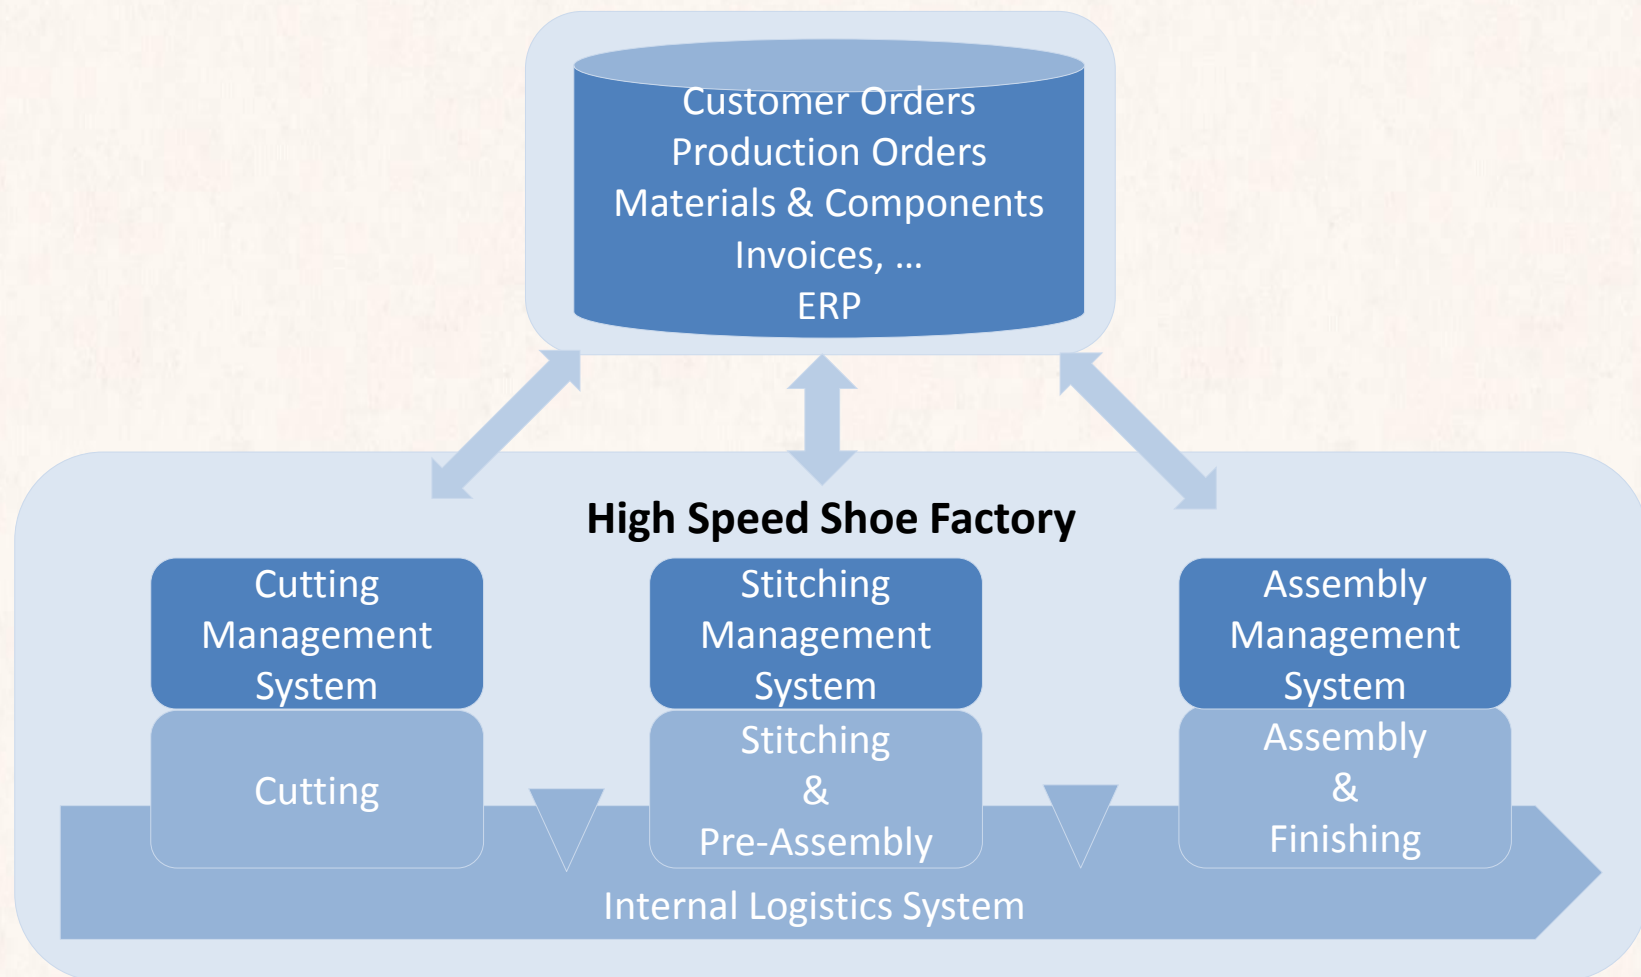 Customer Orders
Production Orders
Materials & Components
Invoices, …
ERP
High Speed Shoe Factory
Cutting
Management
System
Stitching
Management
System
Assembly
Management
System
Cutting
Stitching
&
Pre-Assembly
Assembly
&
Finishing
Internal Logistics System